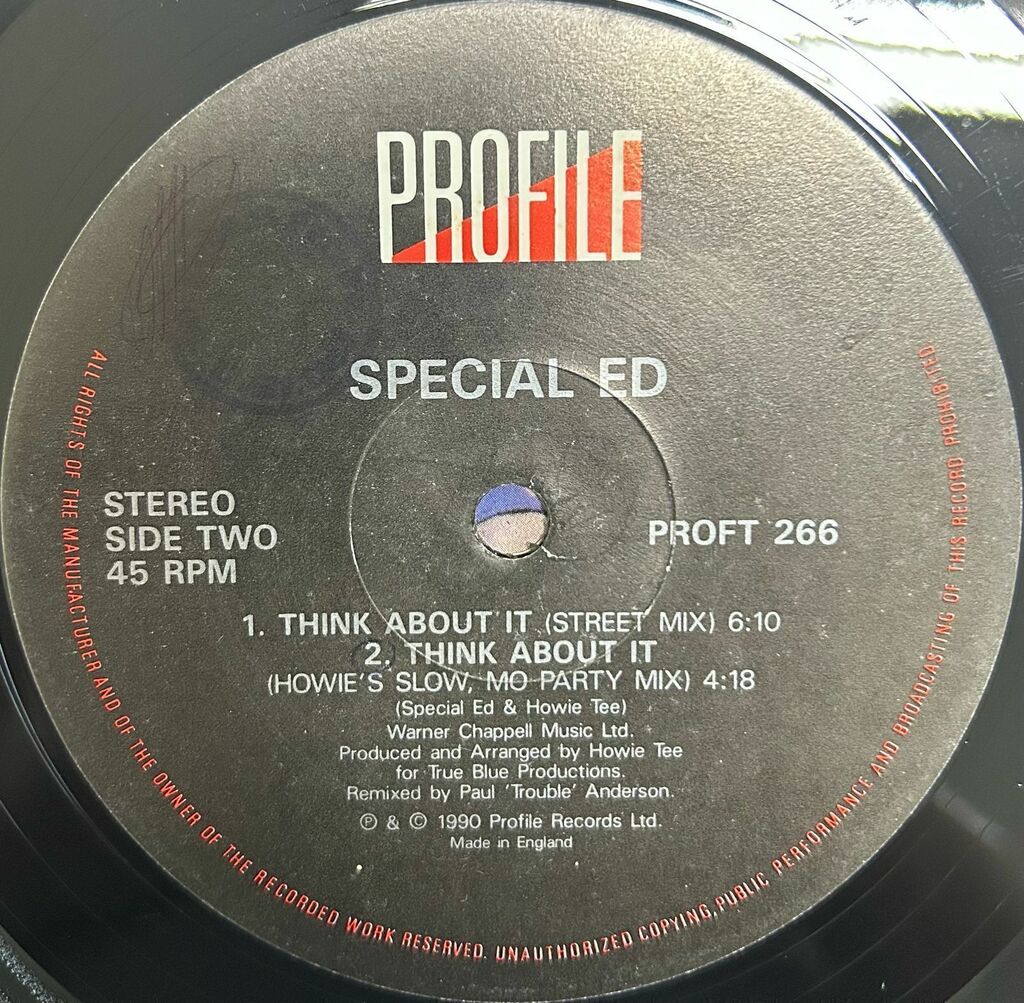 PROFILE
SPECIAL ED
STEREO
SIDE TWO
45 RPM
PROFT 266
1. THINK ABOUT IT (STREET MIX) 6:10
2. THINK ABOUT IT
(HOWIE'S SLOW, MO PARTY MIX) 4:18
(Special Ed & Howie Tee)
Warner Chappell Music Ltd.
Produced and Arranged by Howie Tee
for True Blue Productions.
Remixed by Paul 'Trouble' Anderson.
℗ & © 1990 Profile Records Ltd.
Made in England
ALL RIGHTS OF THE MANUFACTURER AND OF THE OWNER OF THE RECORDED WORK RESERVED. UNAUTHORIZED COPYING, PUBLIC PERFORMANCE AND BROADCASTING OF THIS RECORD PROHIBITED